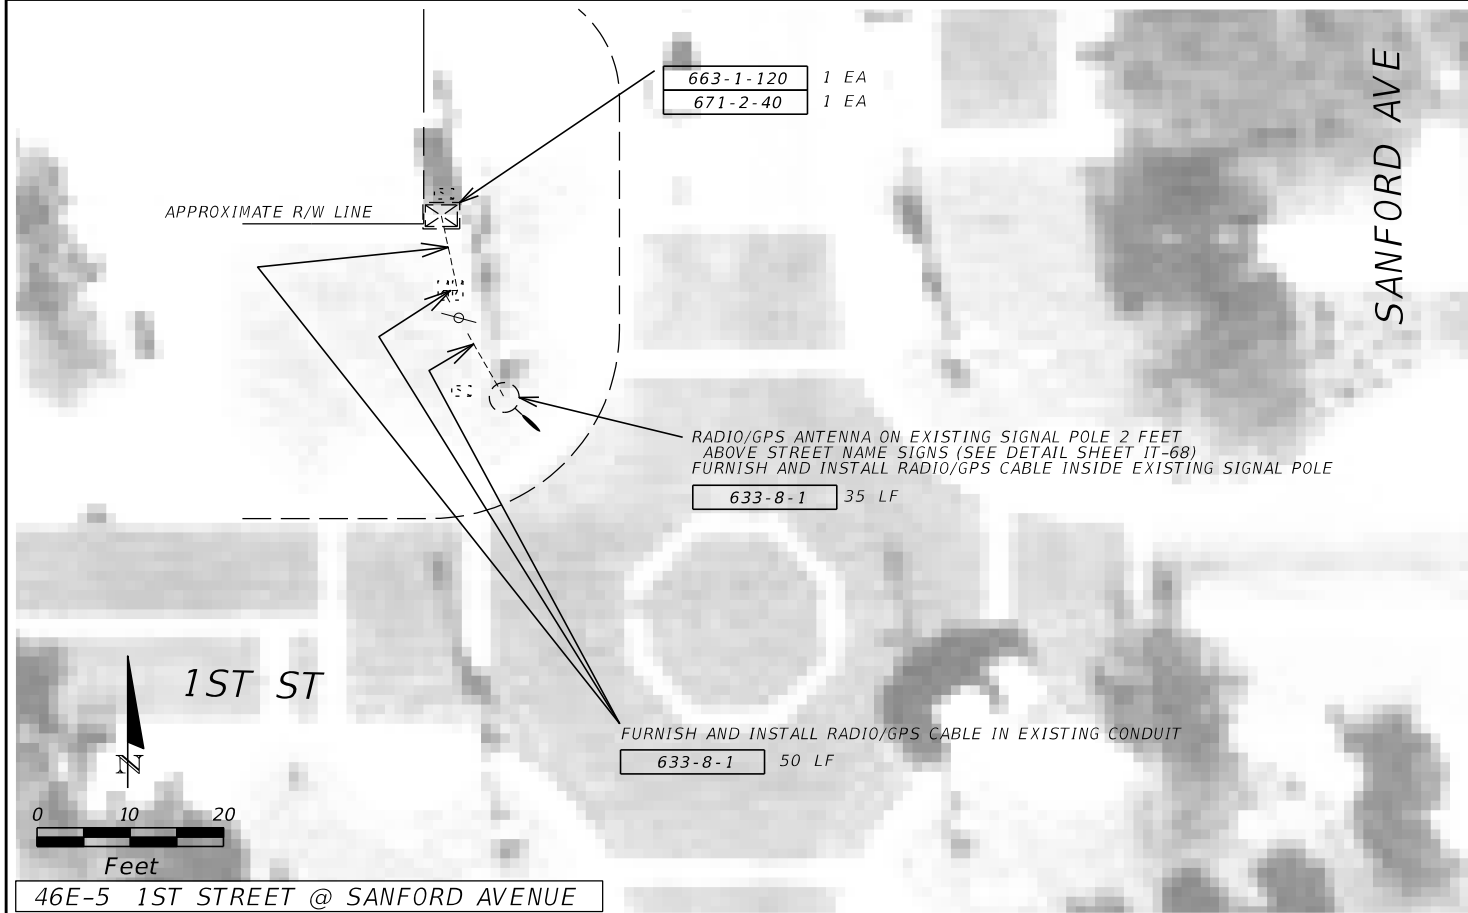 663-1-120 1 EA
671-2-40 1 EA
SANFORD AVE
APPROXIMATE R/W LINE
RADIO/GPS ANTENNA ON EXISTING SIGNAL POLE 2 FEET
ABOVE STREET NAME SIGNS (SEE DETAIL SHEET IT-68)
FURNISH AND INSTALL RADIO/GPS CABLE INSIDE EXISTING SIGNAL POLE
633-8-1 35 LF
1ST ST
FURNISH AND INSTALL RADIO/GPS CABLE IN EXISTING CONDUIT
633-8-1 50 LF
N
0 10 20
Feet
46E-5 1ST STREET @ SANFORD AVENUE